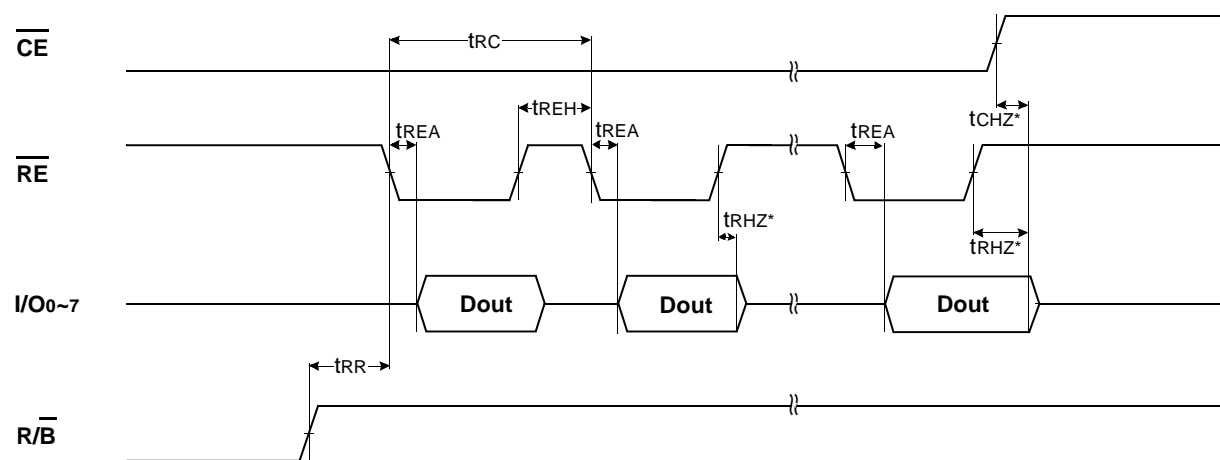 CE
tRC
tREH
tCHZ*
tREA
tREA
tREA
RE
tRHZ*
tRHZ*
I/O0~7
Dout
Dout
Dout
tRR
R/B